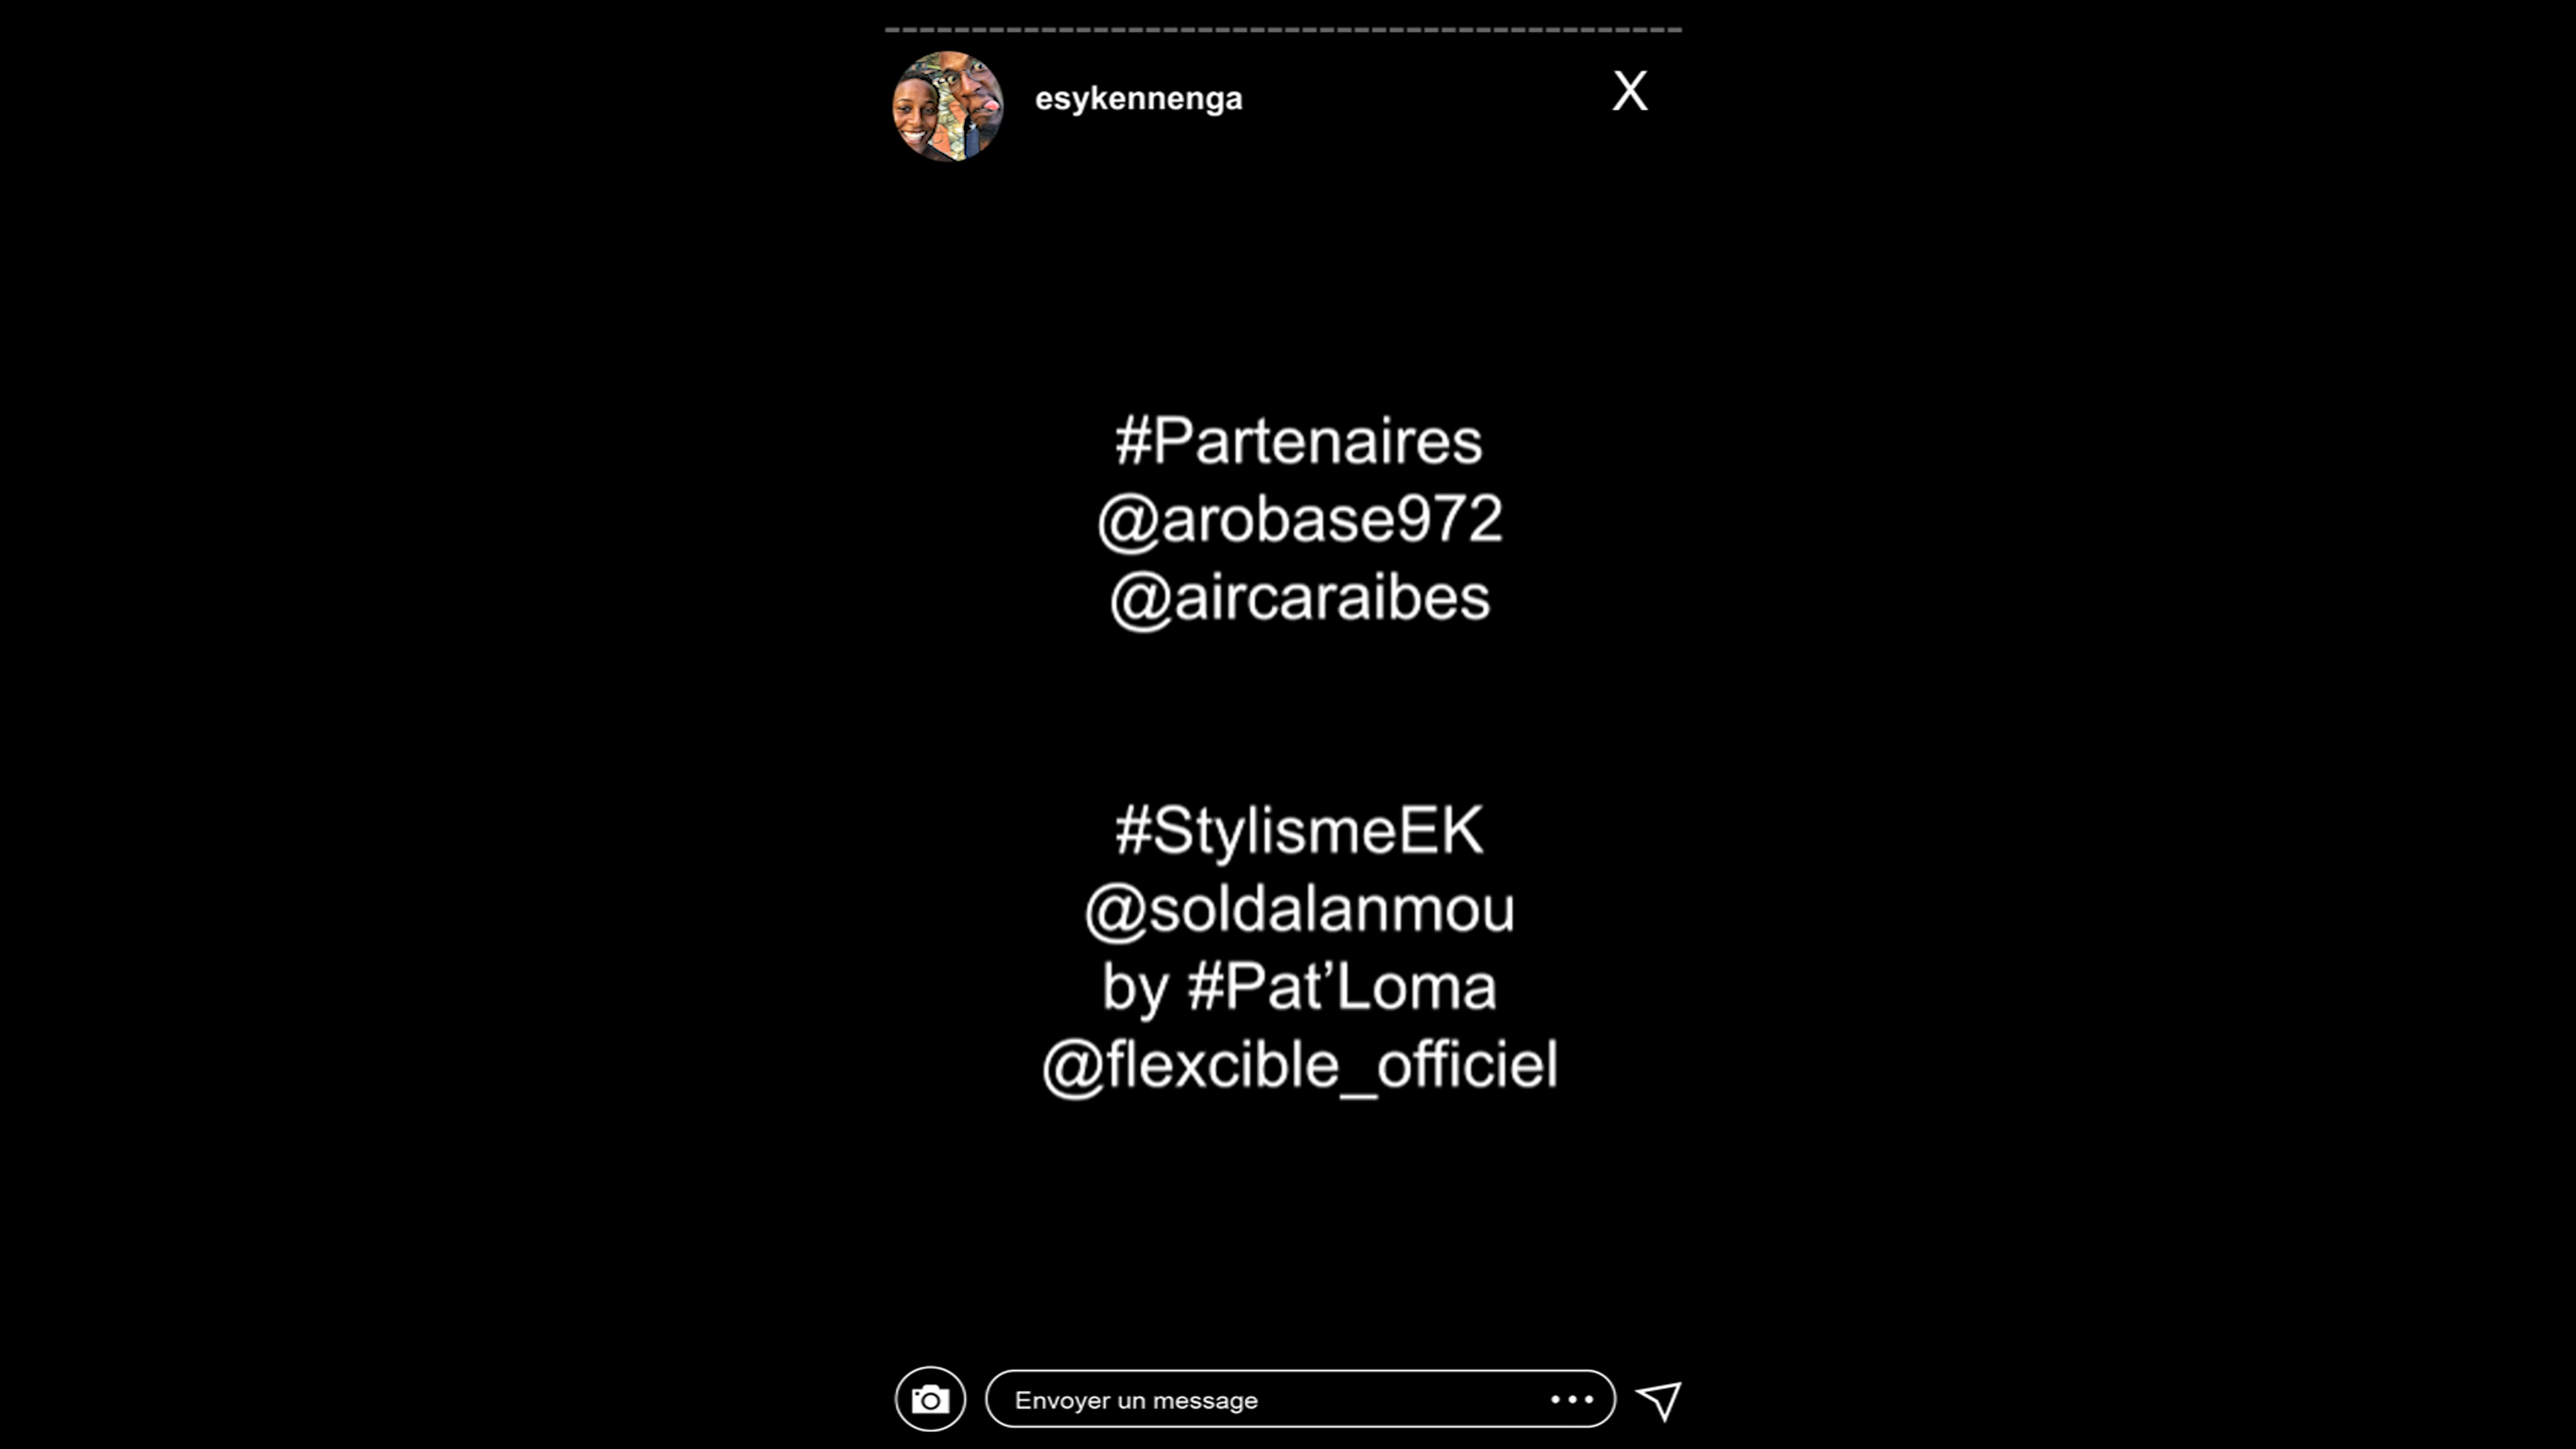 esykennenga
X
#Partenaires
@arobase972
@aircaraibes
#StylismeEK
@soldalanmou
by #Pat’Loma
@flexcible_officiel
Envoyer un message